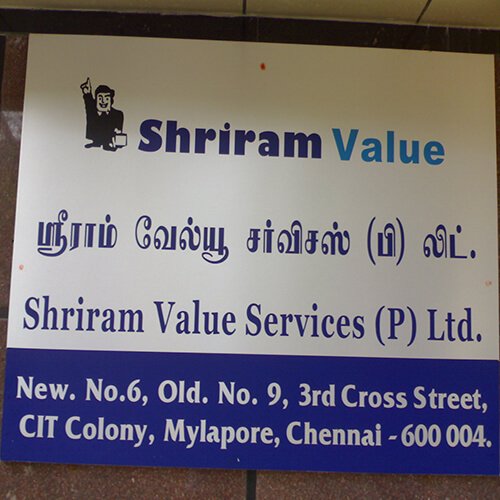 Shriram Value
ஸ்ரீராம் வேல்யூ சர்விசஸ் (பி) லிட்.
Shriram Value Services (P) Ltd.
New. No.6, Old. No. 9, 3rd Cross Street,
CIT Colony, Mylapore, Chennai - 600 004.